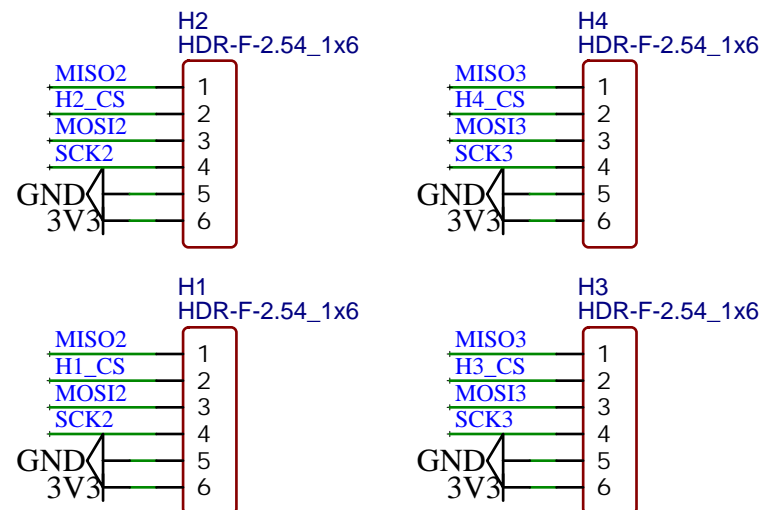 H2
HDR-F-2.54_1x6
MISO2 1
H2_CS 2
MOSI2 3
SCK2 4
GND 5
3V3 6
H4
HDR-F-2.54_1x6
MISO3 1
H4_CS 2
MOSI3 3
SCK3 4
GND 5
3V3 6
H1
HDR-F-2.54_1x6
MISO2 1
H1_CS 2
MOSI2 3
SCK2 4
GND 5
3V3 6
H3
HDR-F-2.54_1x6
MISO3 1
H3_CS 2
MOSI3 3
SCK3 4
GND 5
3V3 6